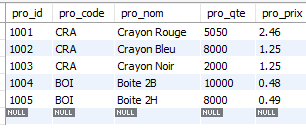 pro_id pro_code pro_nom pro_qte pro_prix
1001 CRA Crayon Rouge 5050 2.46
1002 CRA Crayon Bleu 8000 1.25
1003 CRA Crayon Noir 2000 1.25
1004 BOI Boite 2B 10000 0.48
1005 BOI Boite 2H 8000 0.49
NULL NULL NULL NULL NULL